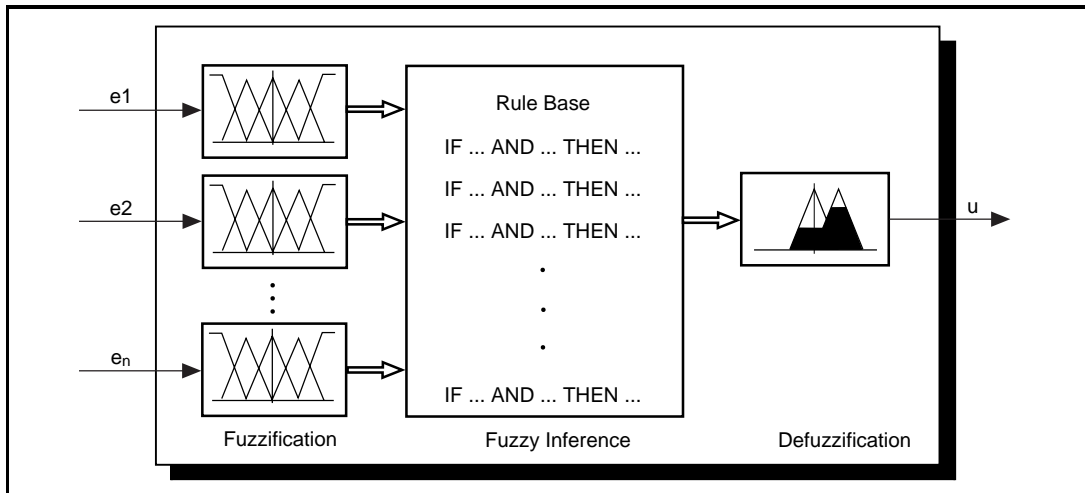 e1
e2
en
Rule Base
IF ... AND ... THEN ...
IF ... AND ... THEN ...
IF ... AND ... THEN ...
IF ... AND ... THEN ...
u
Fuzzification
Fuzzy Inference
Defuzzification